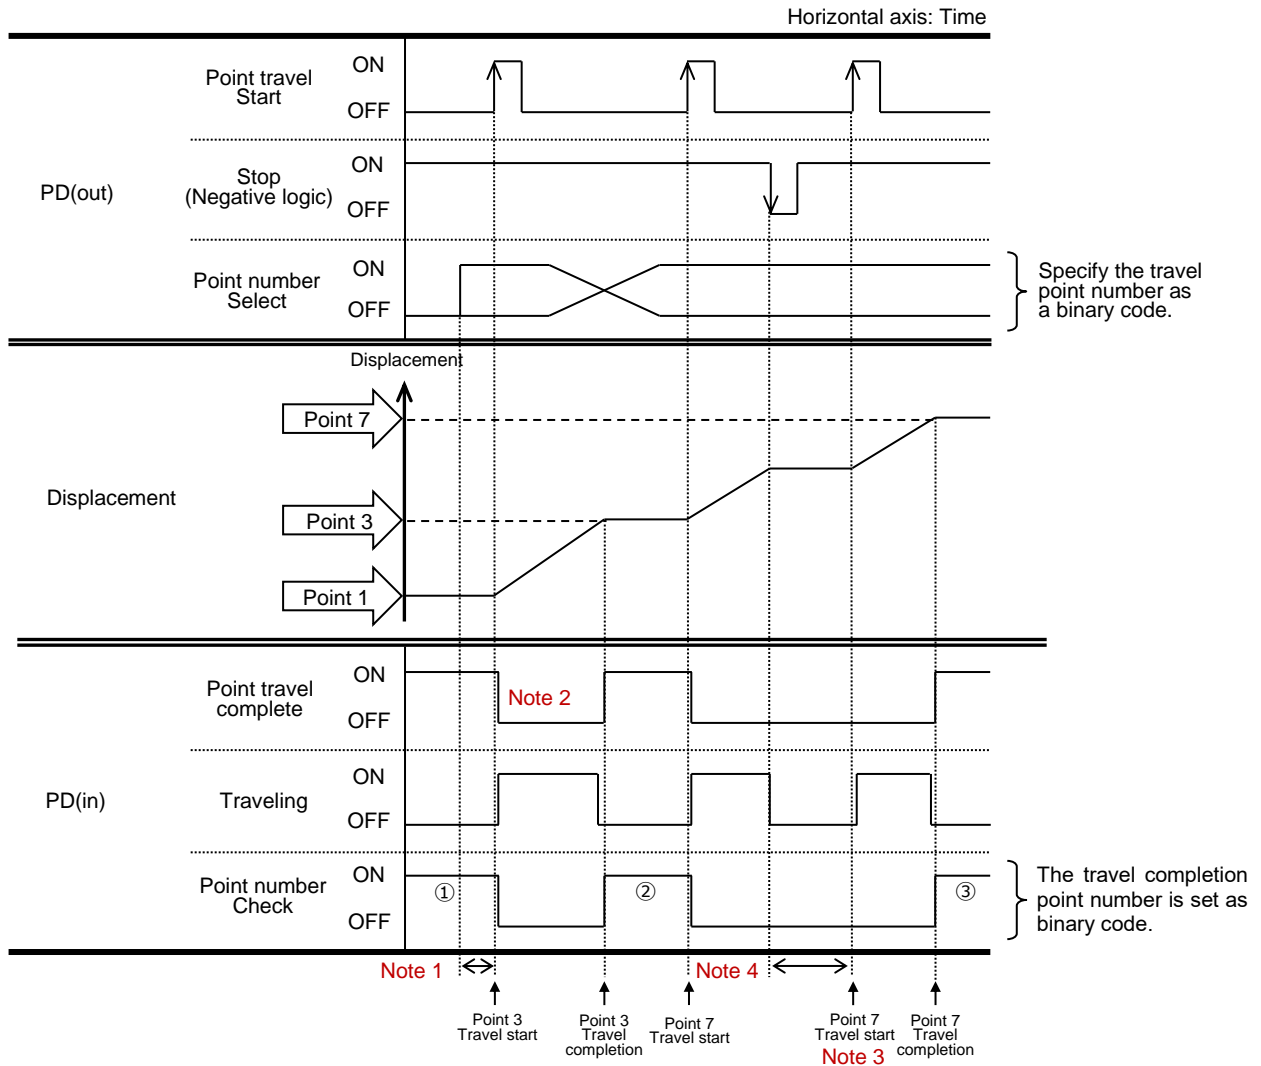 Horizontal axis: Time
PD(out)
Point travel
Start
ON
OFF
Stop
(Negative logic)
ON
OFF
Point number
Select
ON
OFF
Specify the travel
point number as
a binary code.
Displacement
Displacement
Point 7
Point 3
Point 1
PD(in)
Point travel
complete
ON
OFF
Note 2
Traveling
ON
OFF
Point number
Check
ON
OFF
①
②
③
The travel completion
point number is set as
binary code.
Note 1
Note 4
Point 3
Travel start
Point 3
Travel
completion
Point 7
Travel start
Point 7
Travel start
Note 3
Point 7
Travel
completion